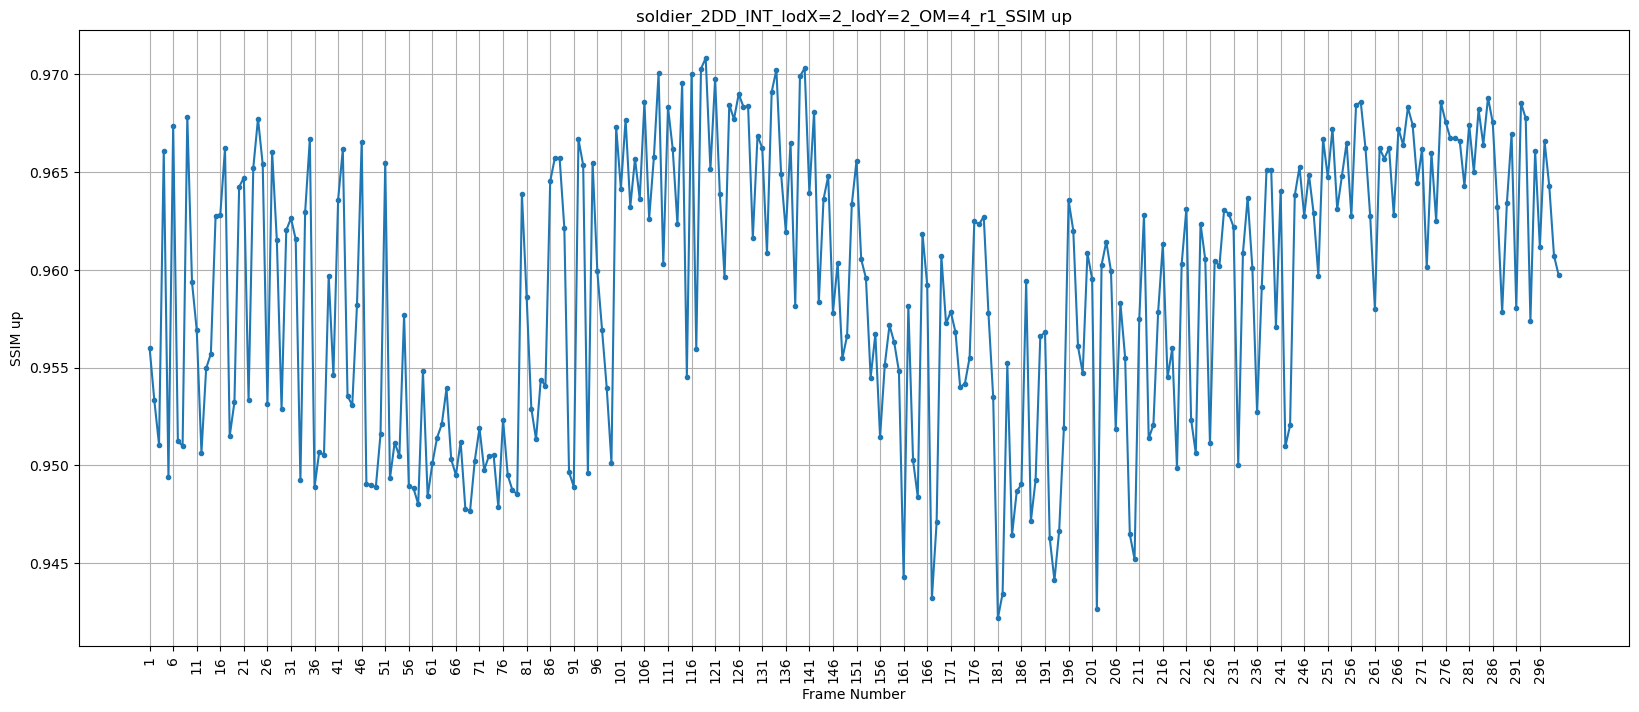 soldier_2DD_INT_lodX=2_lodY=2_OM=4_r1_SSIM up
SSIM up
0.970
0.965
0.960
0.955
0.950
0.945
1 6 11 16 21 26 31 36 41 46 51 56 61 66 71 76 81 86 91 96 101 106 111 116 121 126 131 136 141 146 151 156 161 166 171 176 181 186 191 196 201 206 211 216 221 226 231 236 241 246 251 256 261 266 271 276 281 286 291 296
Frame Number